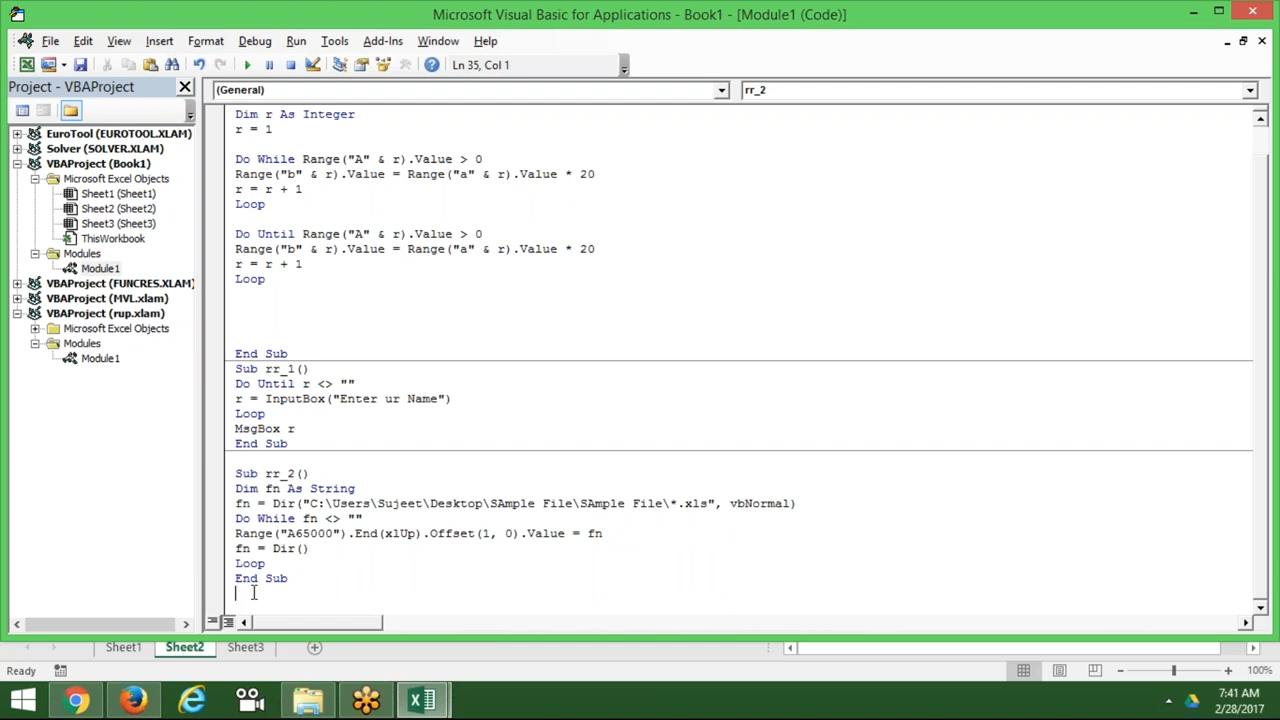 Microsoft Visual Basic for Applications - Book1 - [Module1 (Code)]
File Edit View Insert Format Debug Run Tools Add-Ins Window Help
Ln 35, Col 1
Project - VBAProject
(General)
rr_2
EuroTool (EUROTOOL.XLAM)
Solver (SOLVER.XLAM)
VBAProject (Book1)
Microsoft Excel Objects
Sheet1 (Sheet1)
Sheet2 (Sheet2)
Sheet3 (Sheet3)
ThisWorkbook
Modules
Module1
VBAProject (FUNCRES.XLAM)
VBAProject (MVL.xlam)
VBAProject (rup.xlam)
Microsoft Excel Objects
Modules
Module1
Dim r As Integer
r = 1
Do While Range("A" & r).Value > 0
Range("b" & r).Value = Range("a" & r).Value * 20
r = r + 1
Loop
Do Until Range("A" & r).Value > 0
Range("b" & r).Value = Range("a" & r).Value * 20
r = r + 1
Loop
End Sub
Sub rr_1()
Do Until r <> ""
r = InputBox("Enter ur Name")
Loop
MsgBox r
End Sub
Sub rr_2()
Dim fn As String
fn = Dir("C:\Users\Sujeet\Desktop\SAmple File\SAmple File\*.xls", vbNormal)
Do While fn <> ""
Range("A65000").End(xlUp).Offset(1, 0).Value = fn
fn = Dir()
Loop
End Sub
Sheet1 Sheet2 Sheet3
Ready
100%
7:41 AM
2/28/2017